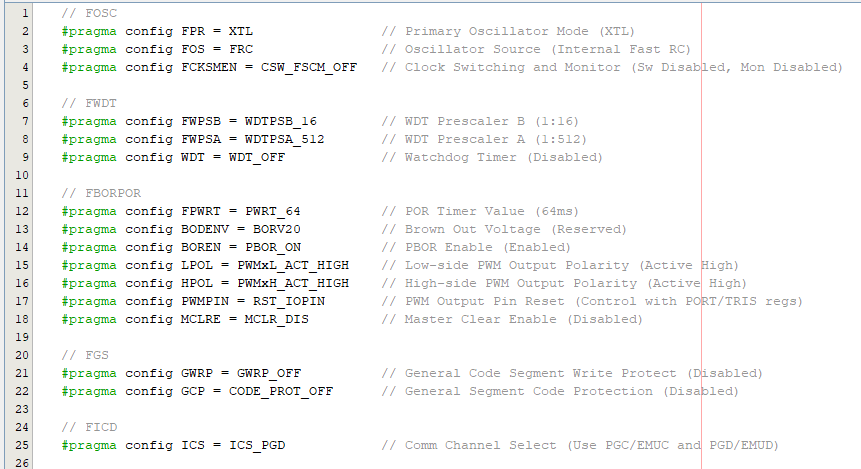 1 // FOSC
2 #pragma config FPR = XTL // Primary Oscillator Mode (XTL)
3 #pragma config FOS = FRC // Oscillator Source (Internal Fast RC)
4 #pragma config FCKSMEN = CSW_FSCM_OFF // Clock Switching and Monitor (Sw Disabled, Mon Disabled)
5
6 // FWDT
7 #pragma config FWPSB = WDTPSB_16 // WDT Prescaler B (1:16)
8 #pragma config FWPSA = WDTPSA_512 // WDT Prescaler A (1:512)
9 #pragma config WDT = WDT_OFF // Watchdog Timer (Disabled)
10
11 // FBORPOR
12 #pragma config FPWRT = PWRT_64 // POR Timer Value (64ms)
13 #pragma config BODENV = BORV20 // Brown Out Voltage (Reserved)
14 #pragma config BOREN = PBOR_ON // PBOR Enable (Enabled)
15 #pragma config LPOL = PWMxL_ACT_HIGH // Low-side PWM Output Polarity (Active High)
16 #pragma config HPOL = PWMxH_ACT_HIGH // High-side PWM Output Polarity (Active High)
17 #pragma config PWMPIN = RST_IOPIN // PWM Output Pin Reset (Control with PORT/TRIS regs)
18 #pragma config MCLRE = MCLR_DIS // Master Clear Enable (Disabled)
19
20 // FGS
21 #pragma config GWRP = GWRP_OFF // General Code Segment Write Protect (Disabled)
22 #pragma config GCP = CODE_PROT_OFF // General Segment Code Protection (Disabled)
23
24 // FICD
25 #pragma config ICS = ICS_PGD // Comm Channel Select (Use PGC/EMUC and PGD/EMUD)
26